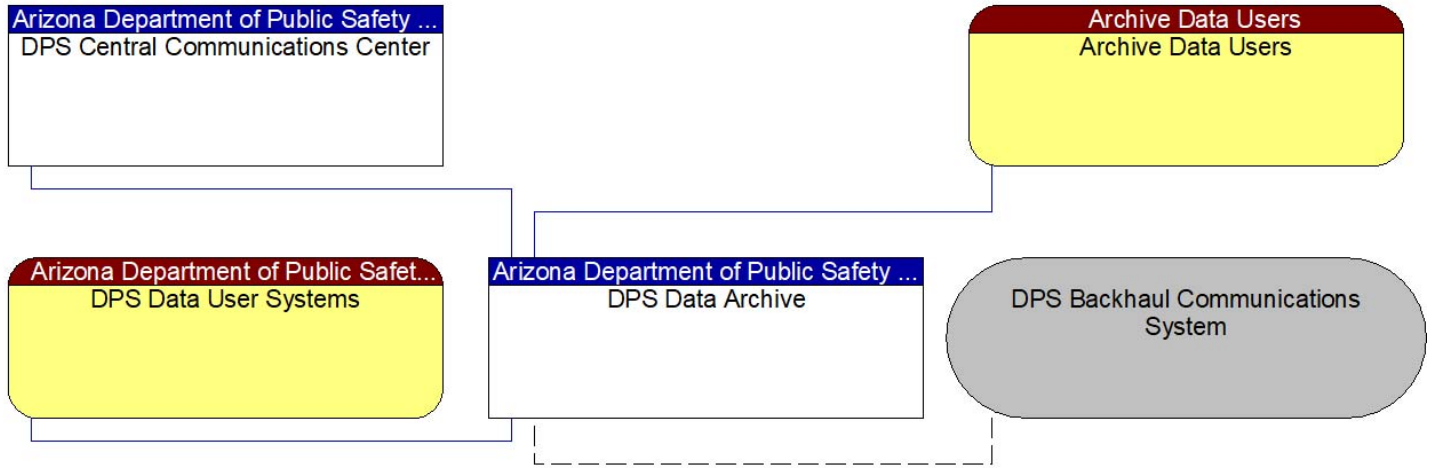 Arizona Department of Public Safety ...
DPS Central Communications Center
Archive Data Users
Archive Data Users
Arizona Department of Public Safet...
DPS Data User Systems
Arizona Department of Public Safety ...
DPS Data Archive
DPS Backhaul Communications
System